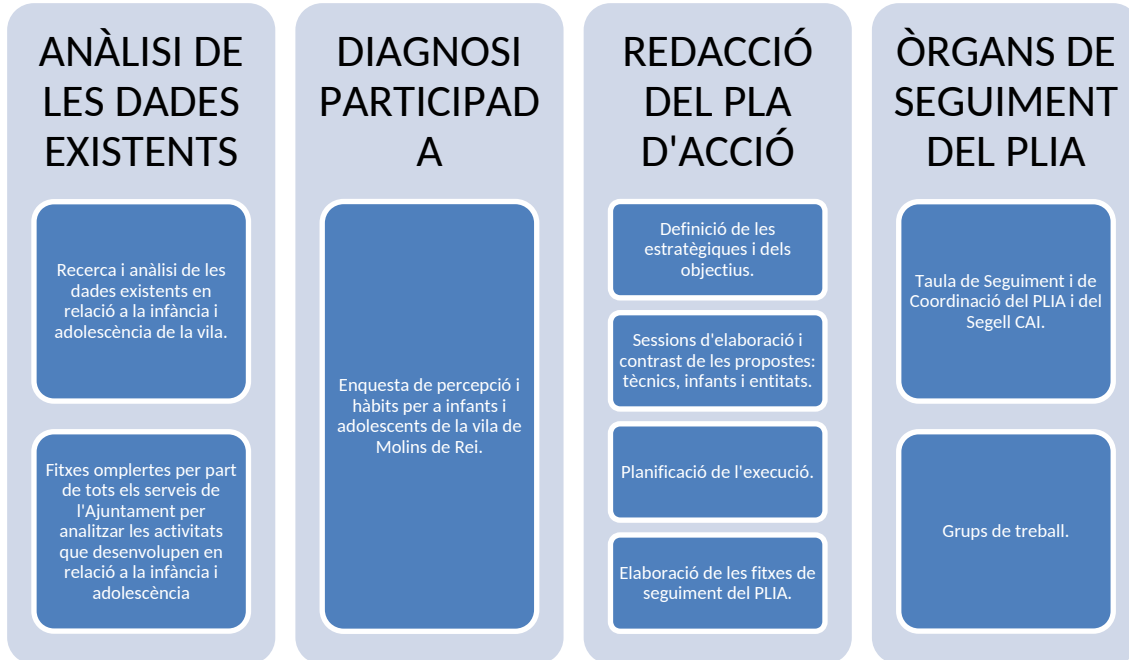 ANÀLISI DE
LES DADES
EXISTENTS
Recerca i anàlisi de les
dades existents en
relació a la infància i
adolescència de la vila.
Fitxes omplertes per part
de tots els serveis de
l'Ajuntament per
analitzar les activitats
que desenvolupen en
relació a la infància i
adolescència
DIAGNOSI
PARTICIPAD
A
Enquesta de percepció i
hàbits per a infants i
adolescents de la vila de
Molins de Rei.
REDACCIÓ
DEL PLA
D'ACCIÓ
Definició de les
estratègiques i dels
objectius.
Sessions d'elaboració i
contrast de les propostes:
tècnics, infants i entitats.
Planificació de l'execució.
Elaboració de les fitxes de
seguiment del PLIA.
ÒRGANS DE
SEGUIMENT
DEL PLIA
Taula de Seguiment i de
Coordinació del PLIA i del
Segell CAI.
Grups de treball.